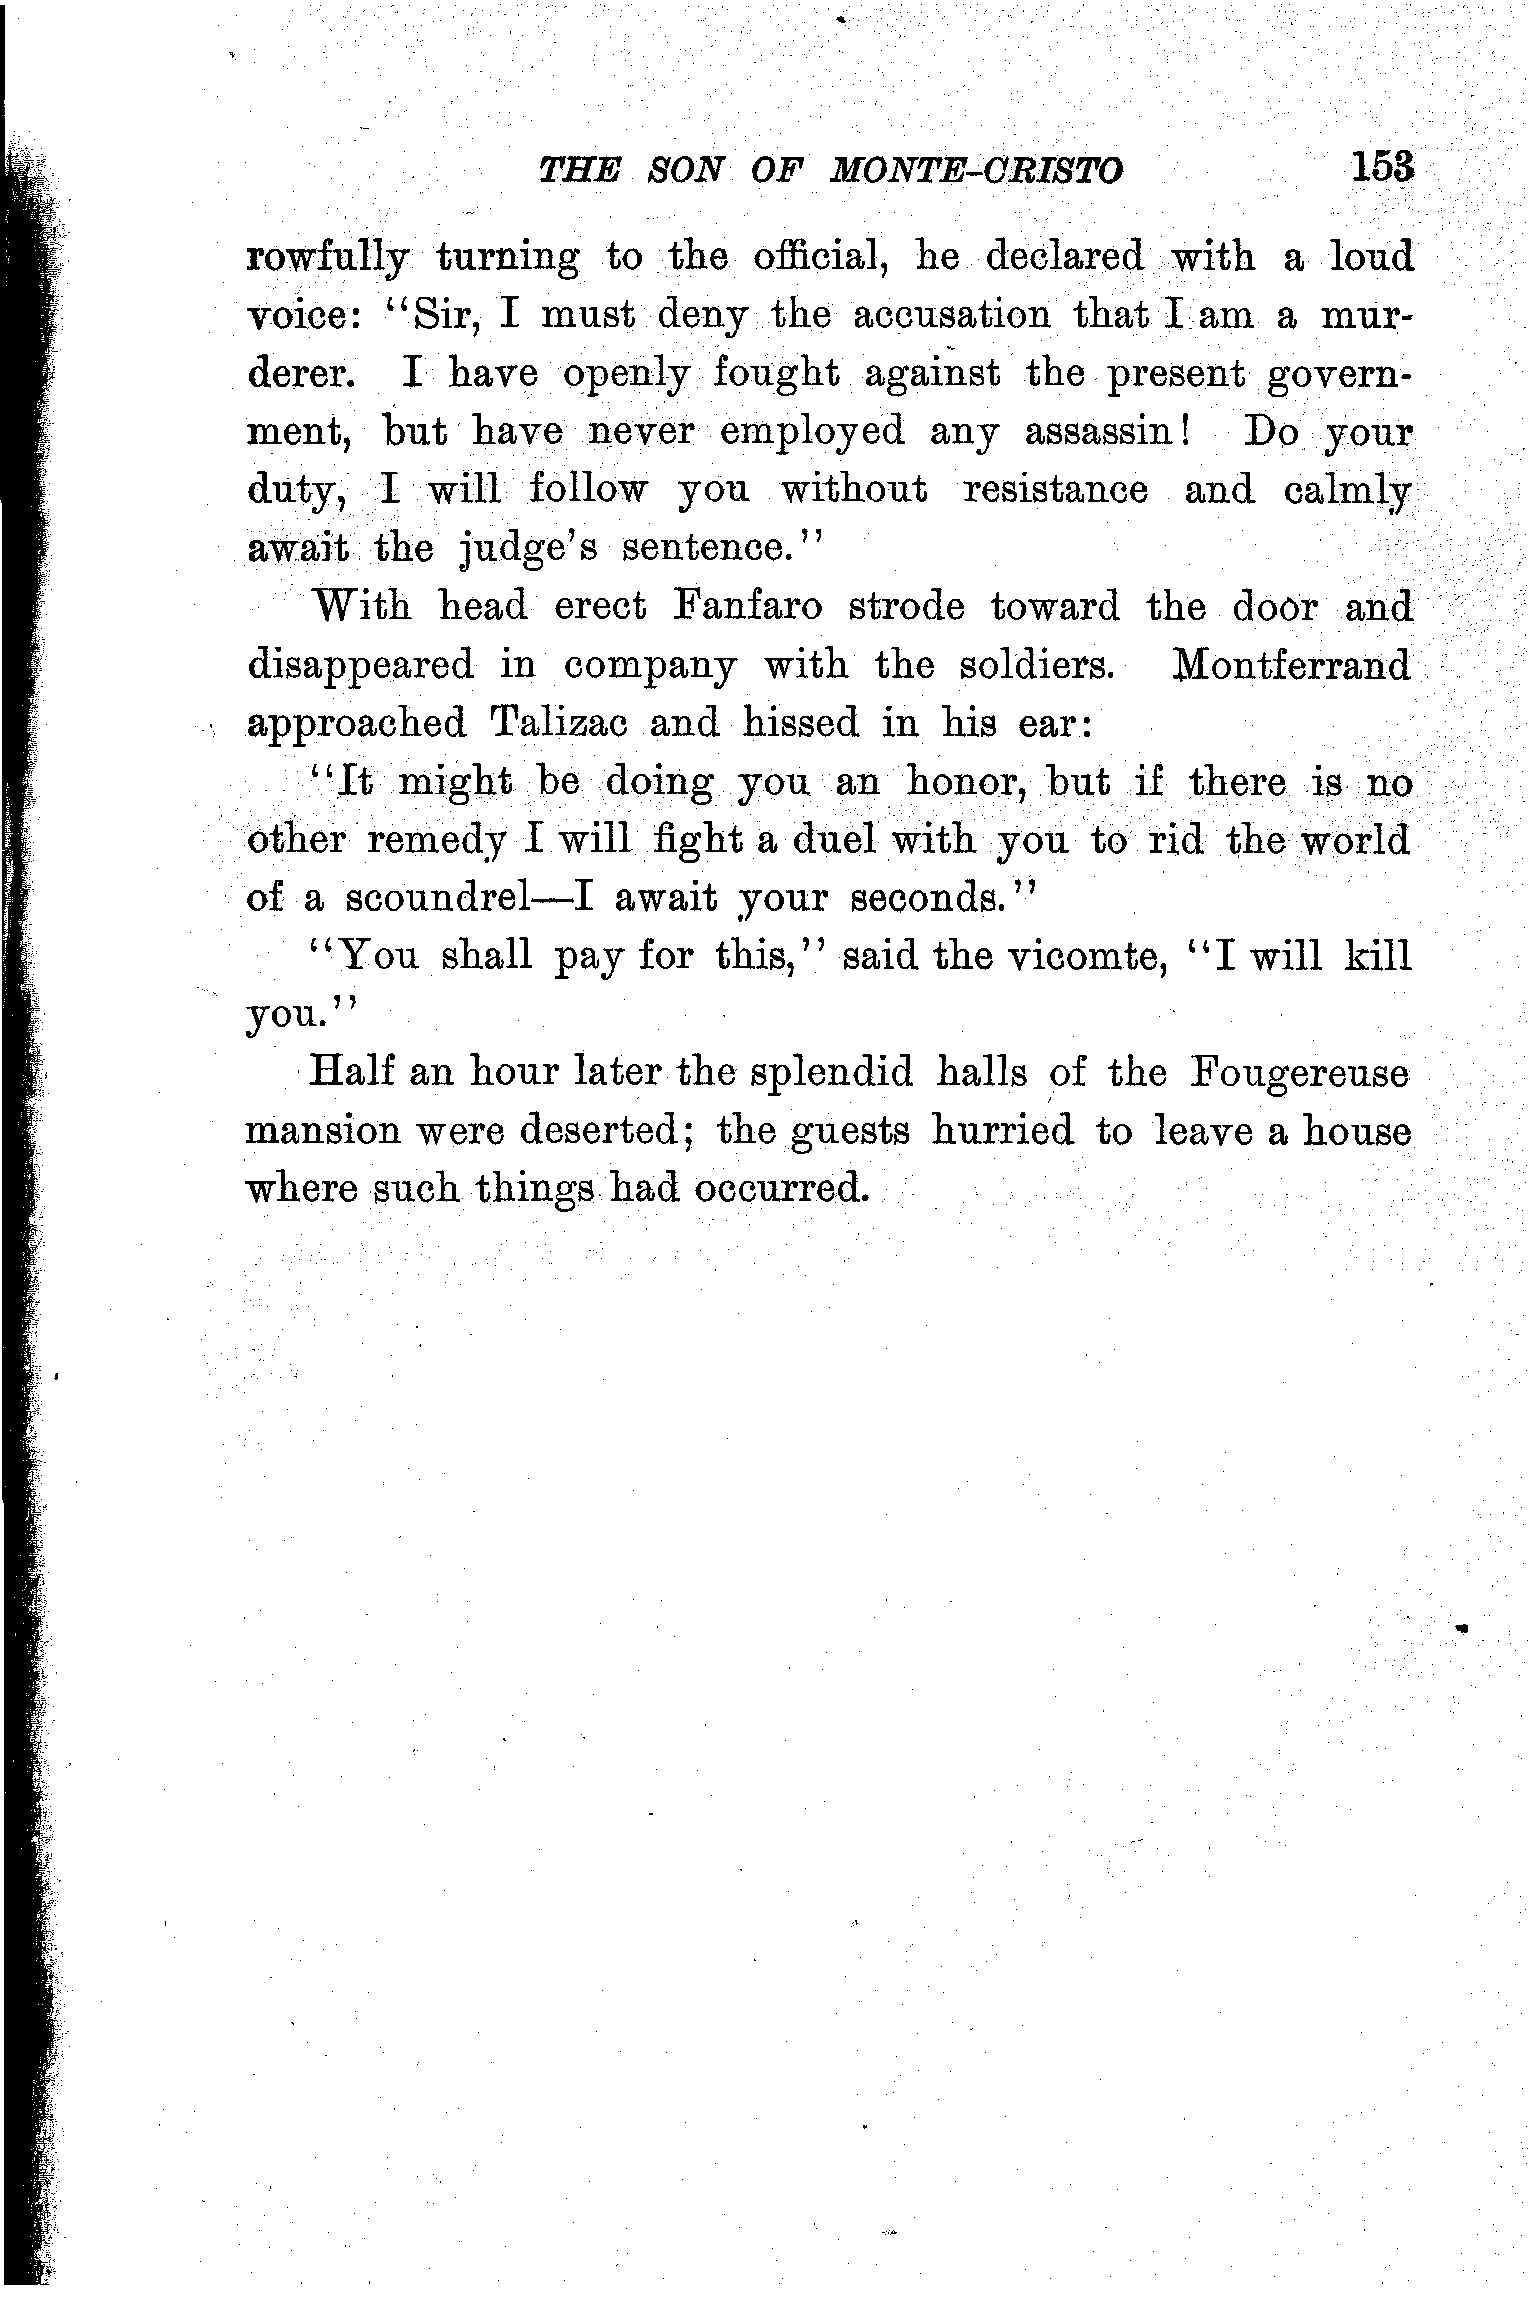 THE SON OF MONTE-CRISTO 153
rowfully turning to the official, he declared with a loud
voice: "Sir, I must deny the accusation that I am a mur-
derer. I have openly fought against the present govern-
ment, but have never employed any assassin! Do your
duty, I will follow you without resistance and calmly
await the judge's sentence."
With head erect Fanfaro strode toward the door and
disappeared in company with the soldiers. Montferrand
approached Talizac and hissed in his ear:
"It might be doing you an honor, but if there is no
other remedy I will fight a duel with you to rid the world
of a scoundrel—I await your seconds."
"You shall pay for this," said the vicomte, "I will kill
you."
Half an hour later the splendid halls of the Fougereuse
mansion were deserted; the guests hurried to leave a house
where such things had occurred.